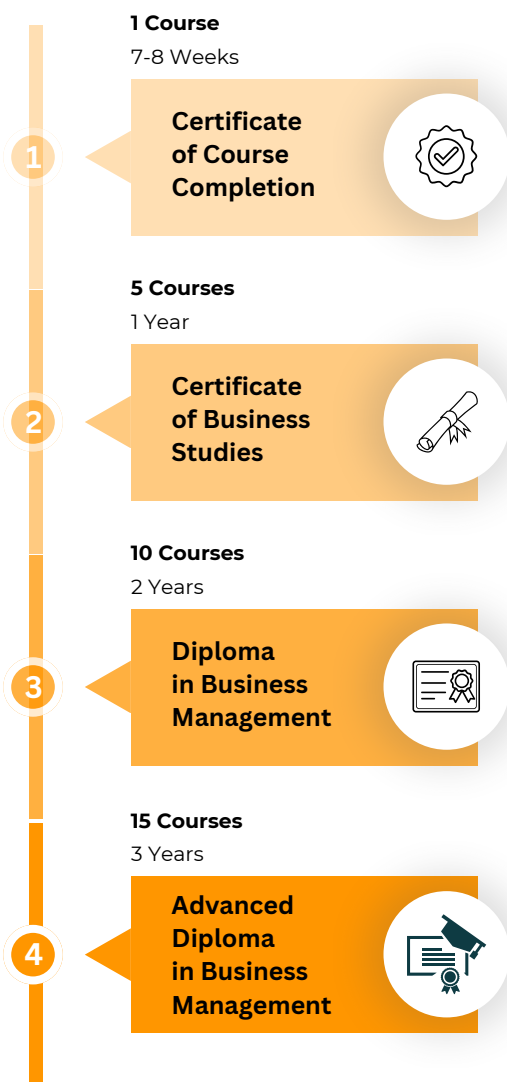 1 Course
7-8 Weeks
1
Certificate
of Course
Completion
5 Courses
1 Year
2
Certificate
of Business
Studies
10 Courses
2 Years
3
Diploma
in Business
Management
15 Courses
3 Years
4
Advanced
Diploma
in Business
Management